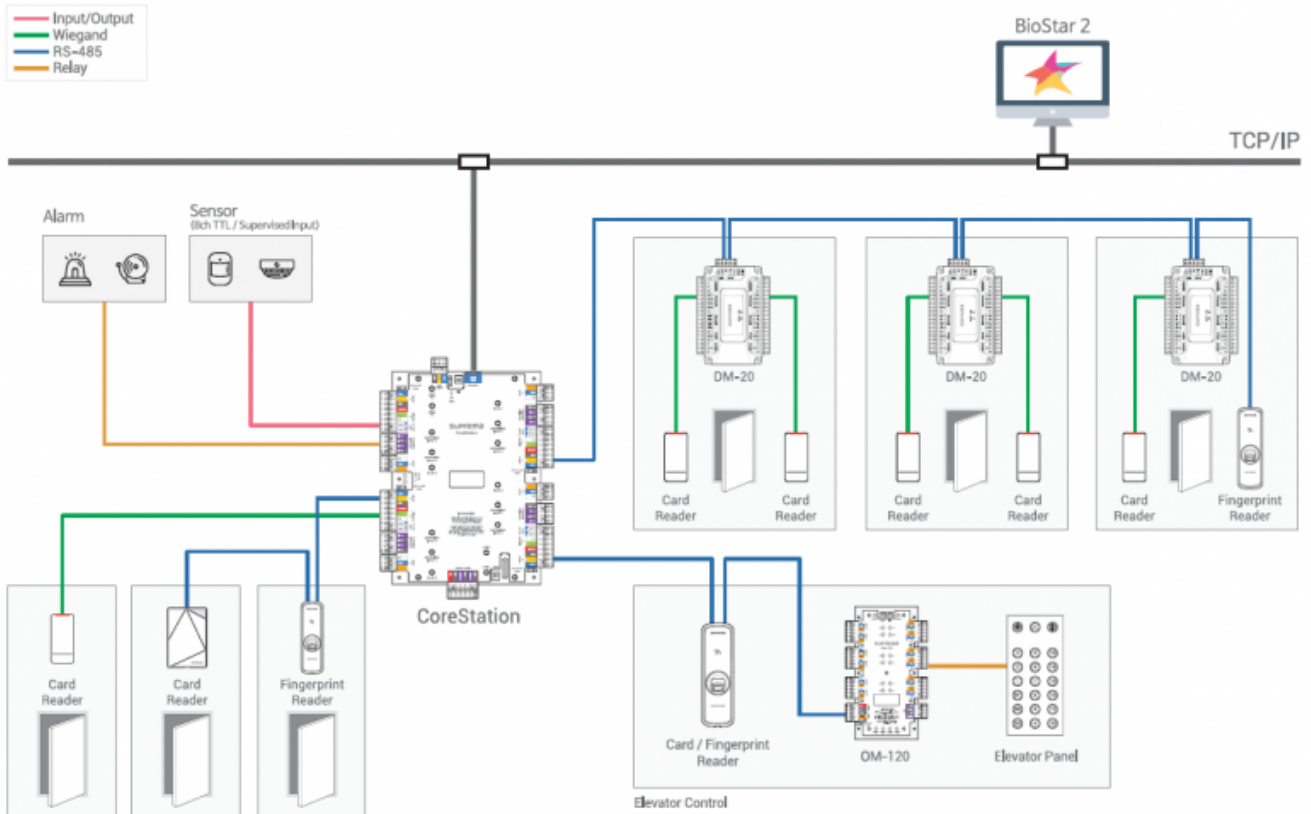 Input/Output
Wiegand
RS-485
Relay
BioStar 2
TCP/IP
Alarm
Sensor
(8ch TTL / Supervised Input)
DM-20
DM-20
DM-20
Card
Reader
Card
Reader
Card
Reader
Card
Reader
Card
Reader
Fingerprint
Reader
suprema
CoreStation
Card
Reader
Card
Reader
Fingerprint
Reader
Card / Fingerprint
Reader
OM-120
Elevator Panel
Elevator Control